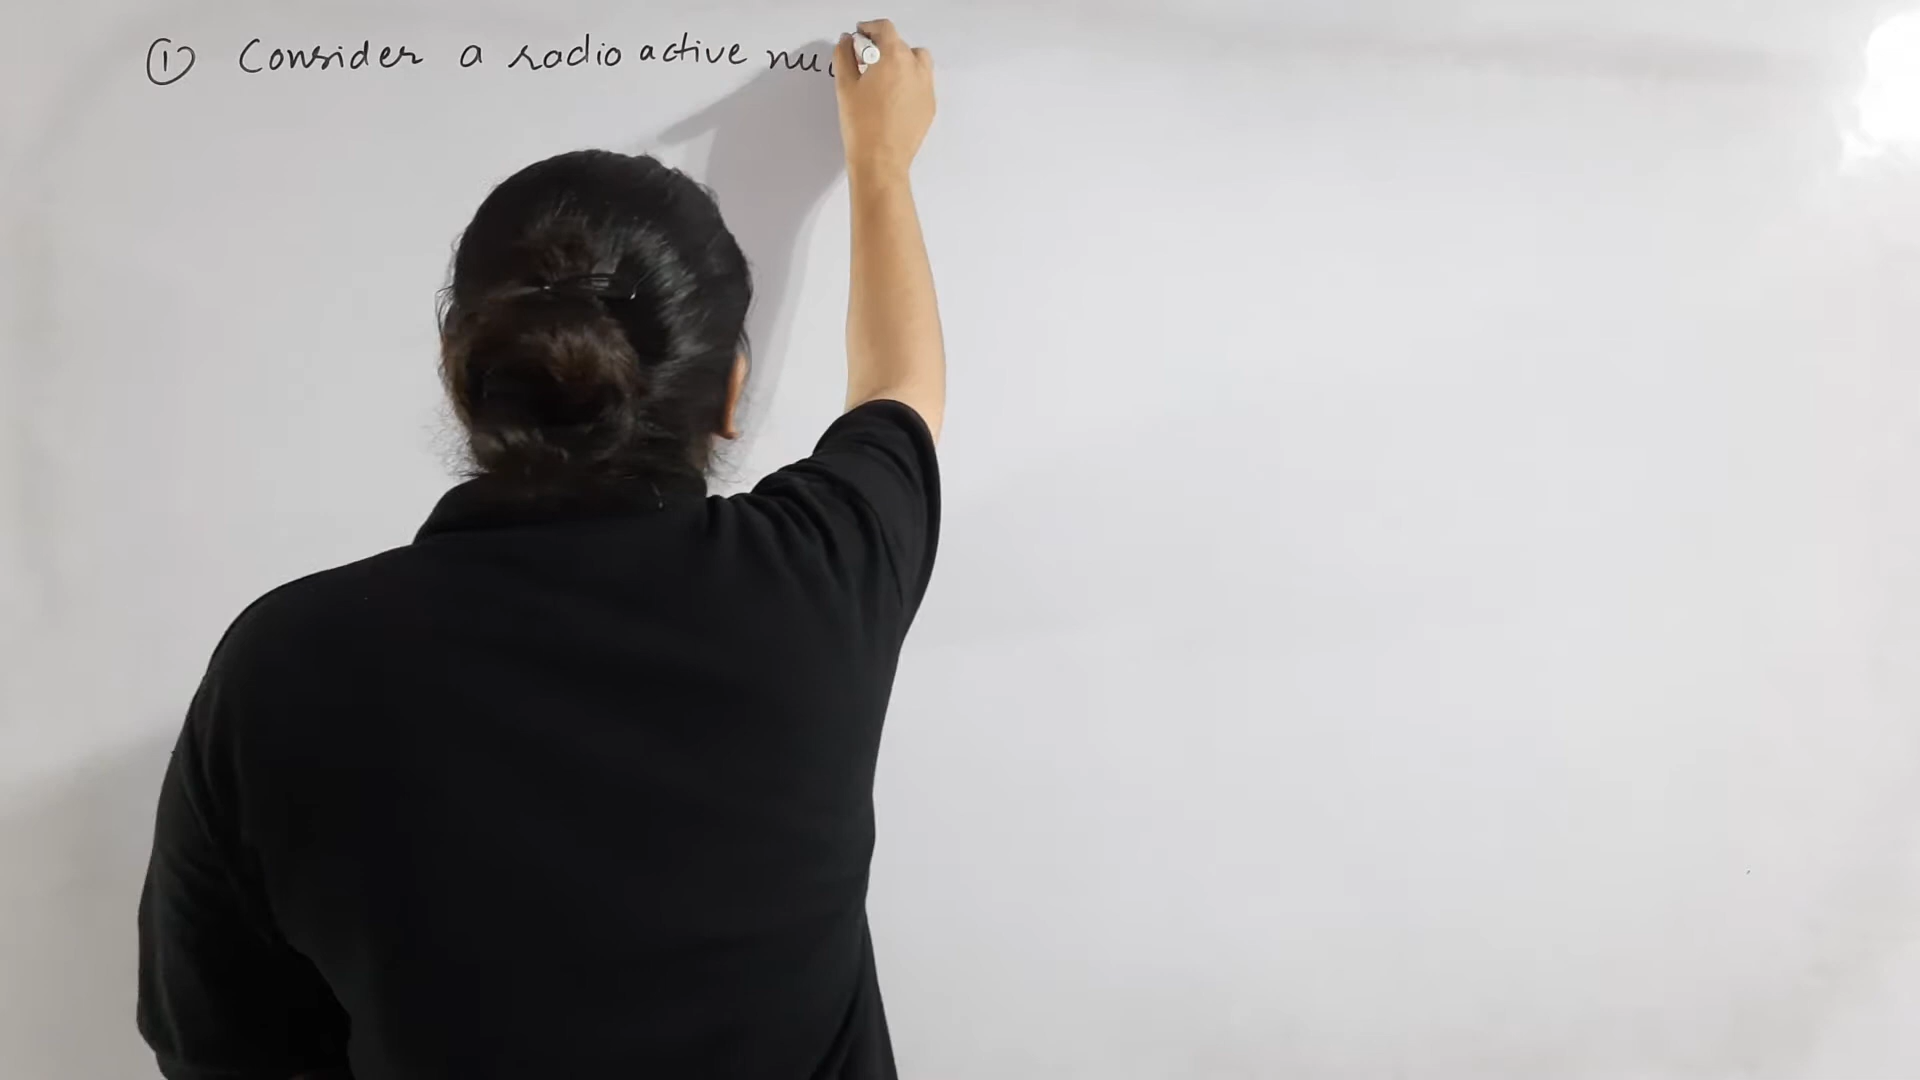 ① Consider a radio active nu